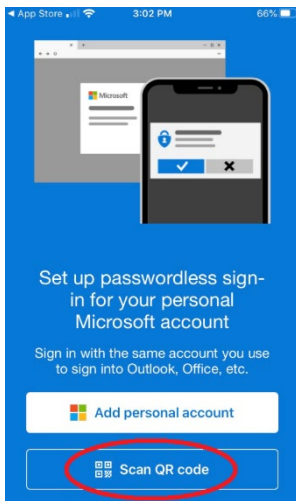 App Store 3:02 PM 66%
Microsoft
Set up passwordless sign-
in for your personal
Microsoft account
Sign in with the same account you use
to sign into Outlook, Office, etc.
Add personal account
Scan QR code